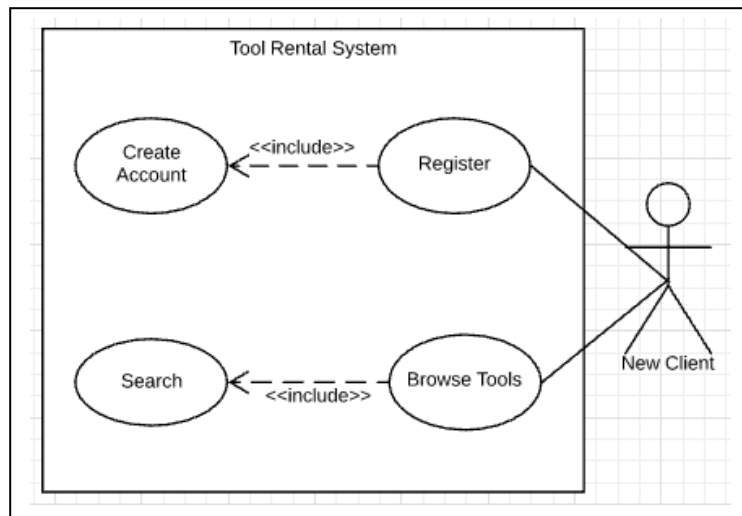 Tool Rental System
Create
Account
<<include>>
Register
Search
<<include>>
Browse Tools
New Client